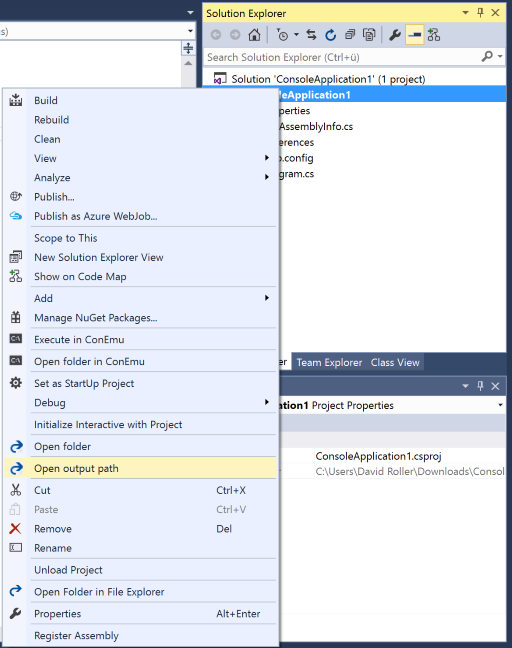 s)
Solution Explorer
Search Solution Explorer (Ctrl+ü)
Solution 'ConsoleApplication1' (1 project)
leApplication1
perties
AssemblyInfo.cs
erences
p.config
gram.cs
Build
Rebuild
Clean
View
Analyze
Publish...
Publish as Azure WebJob...
Scope to This
New Solution Explorer View
Show on Code Map
Add
Manage NuGet Packages...
Execute in ConEmu
Open folder in ConEmu
Set as StartUp Project
Debug
Initialize Interactive with Project
Open folder
Open output path
Cut Ctrl+X
Paste Ctrl+V
Remove Del
Rename
Unload Project
Open Folder in File Explorer
Properties Alt+Enter
Register Assembly
er Team Explorer Class View
ation1 Project Properties
ConsoleApplication1.csproj
C:\Users\David Roller\Downloads\Consol